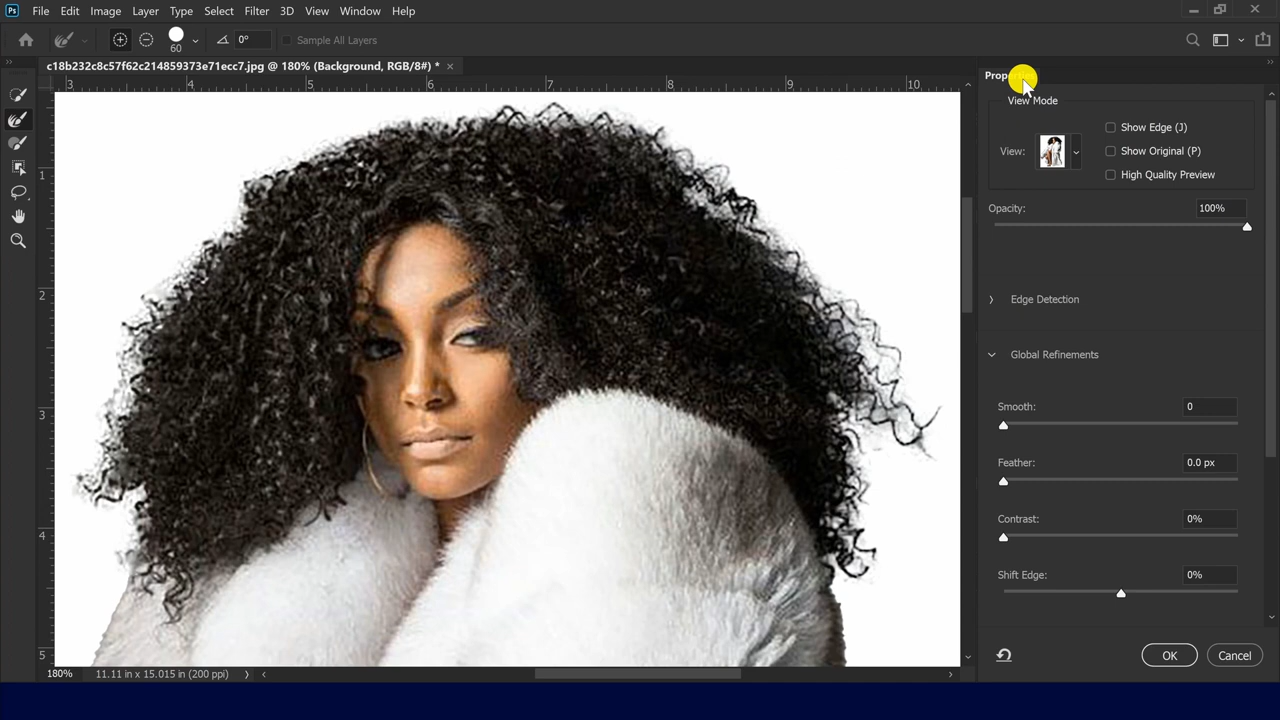 Ps File Edit Image Layer Type Select Filter 3D View Window Help
60 0° Sample All Layers
c18b232c8c57f62c214859373e71ecc7.jpg @ 180% (Background, RGB/8#) *
3 4 5 6 7 8 9 10
1
2
3
4
5
180% 11.11 in x 15.015 in (200 ppi)
Properties
View Mode
View:
Show Edge (J)
Show Original (P)
High Quality Preview
Opacity: 100%
Edge Detection
Global Refinements
Smooth: 0
Feather: 0.0 px
Contrast: 0%
Shift Edge: 0%
OK Cancel